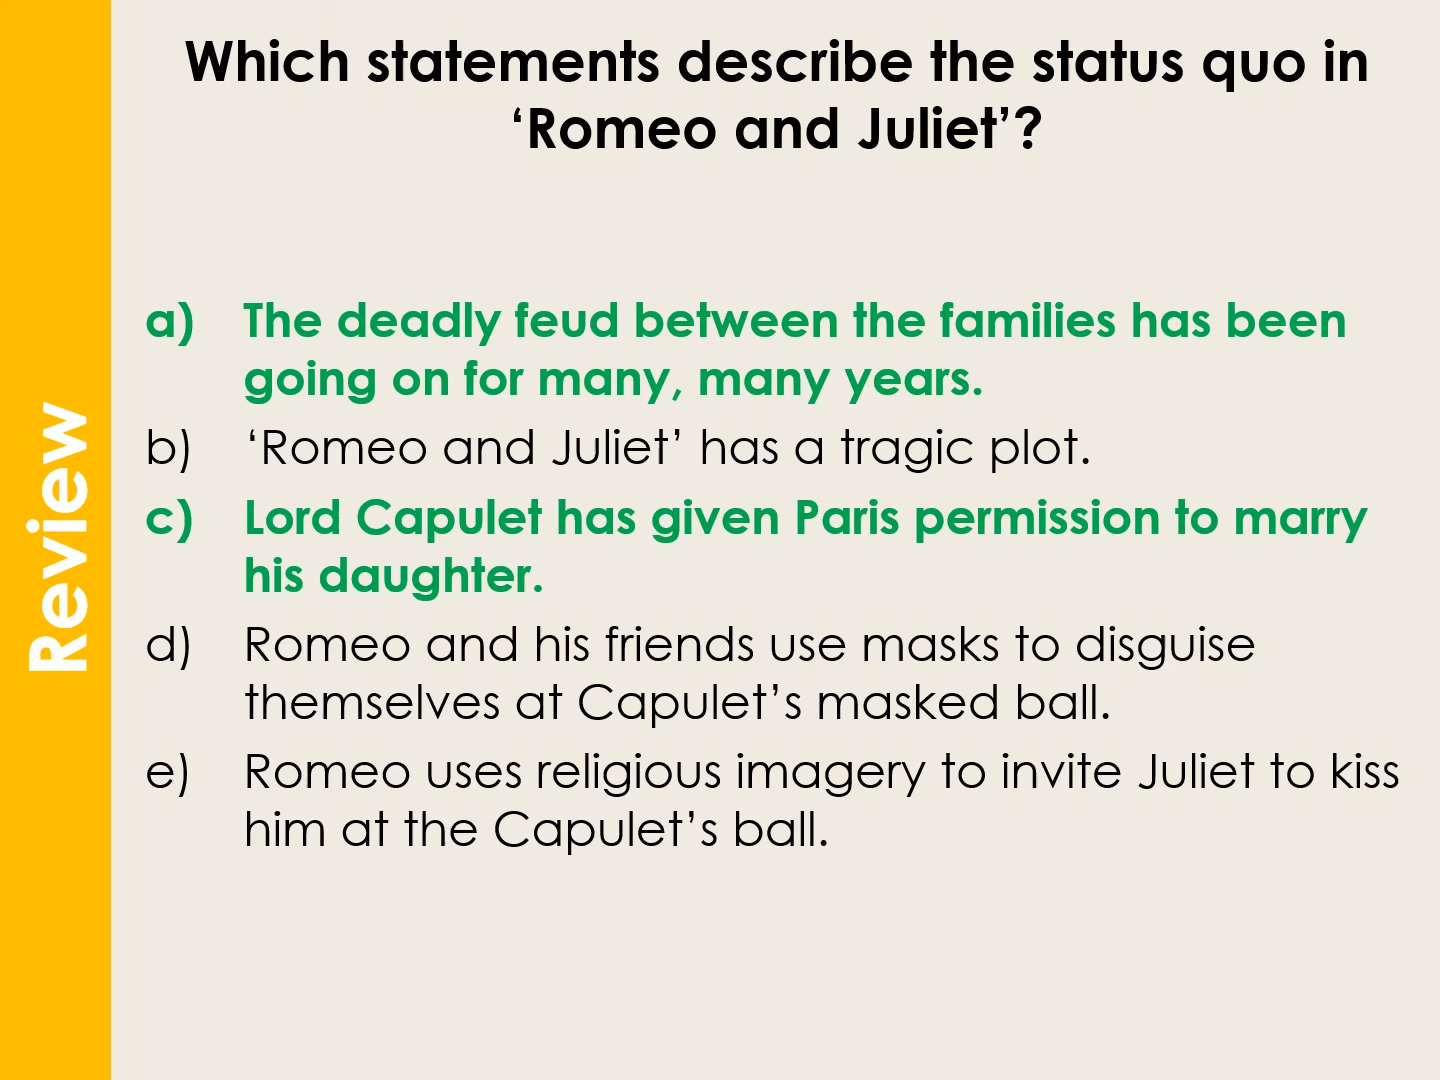 Which statements describe the status quo in
‘Romeo and Juliet’?
a) The deadly feud between the families has been
going on for many, many years.
b) ‘Romeo and Juliet’ has a tragic plot.
c) Lord Capulet has given Paris permission to marry
his daughter.
d) Romeo and his friends use masks to disguise
themselves at Capulet’s masked ball.
e) Romeo uses religious imagery to invite Juliet to kiss
him at the Capulet’s ball.
Review